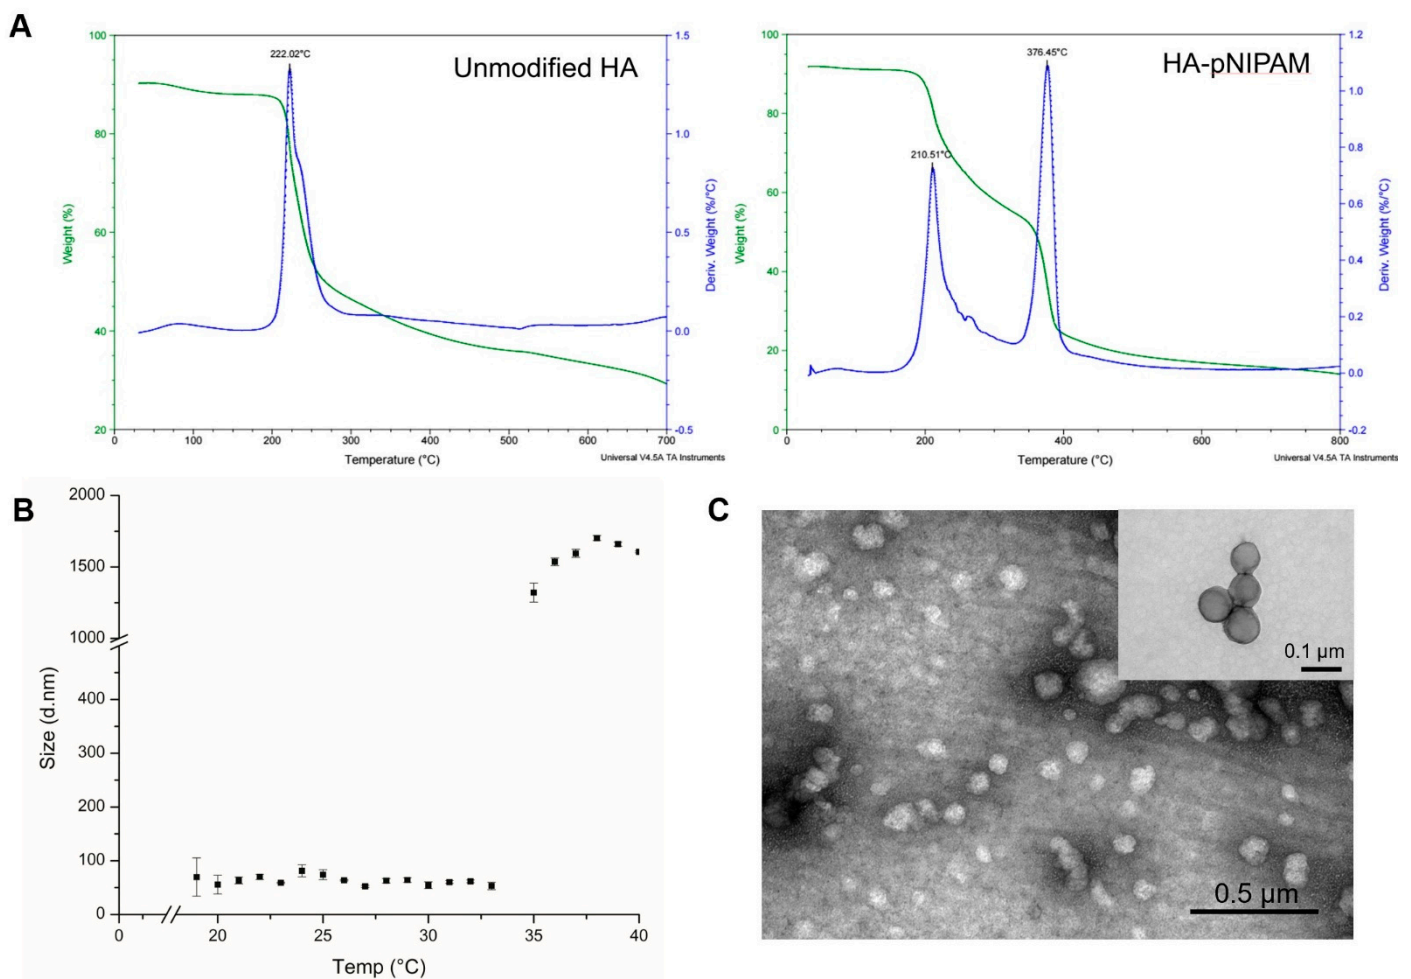 A
Unmodified HA
222.02°C
100
80
60
40
20
Weight (%)
1.5
1.0
0.5
0.0
-0.5
Deriv. Weight (%/°C)
0
100
200
300
400
500
600
700
Temperature (°C)
Universal V4.5A TA Instruments
HA-pNIPAM
376.45°C
210.51°C
100
80
60
40
20
0
Weight (%)
1.2
1.0
0.8
0.6
0.4
0.2
0.0
-0.2
Deriv. Weight (%/°C)
0
200
400
600
800
Temperature (°C)
Universal V4.5A TA Instruments
B
2000
1500
1000
400
300
200
100
0
Size (d.nm)
0
20
25
30
35
40
Temp (°C)
C
0.1 μm
0.5 μm